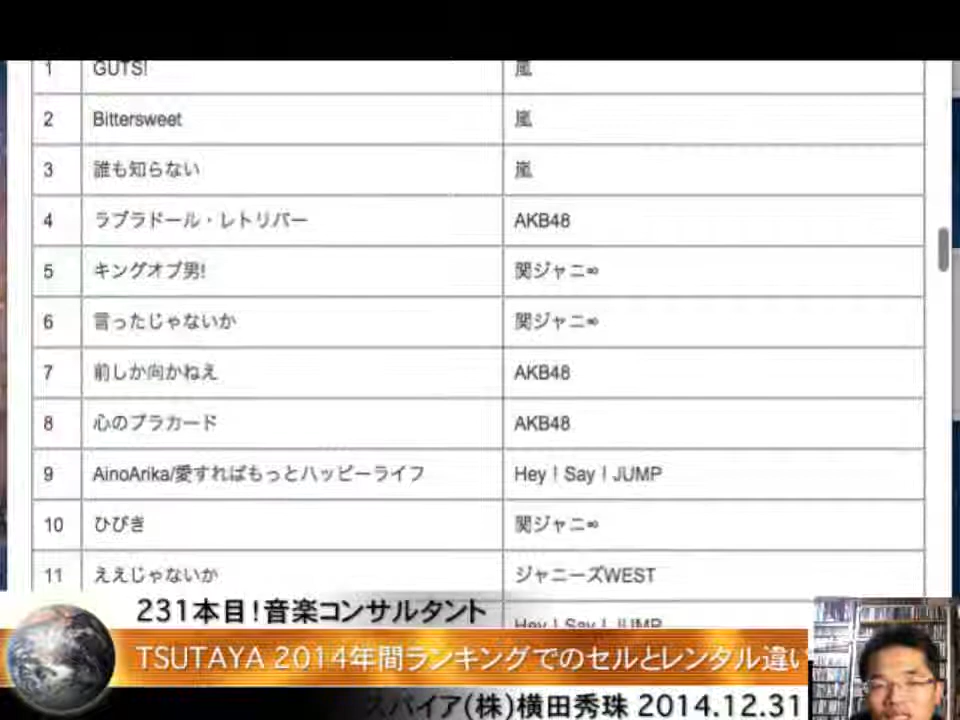 1 GUTS! 嵐
2 Bittersweet 嵐
3 誰も知らない 嵐
4 ラブラドール・レトリバー AKB48
5 キングオブ男! 関ジャニ∞
6 言ったじゃないか 関ジャニ∞
7 前しか向かねえ AKB48
8 心のプラカード AKB48
9 AinoArika/愛すればもっとハッピーライフ Hey！Say！JUMP
10 ひびき 関ジャニ∞
11 ええじゃないか ジャニーズWEST
Hey！Say！JUMP
231本目!音楽コンサルタント
TSUTAYA 2014年間ランキングでのセルとレンタル違い
スパイア(株)横田秀珠 2014.12.31